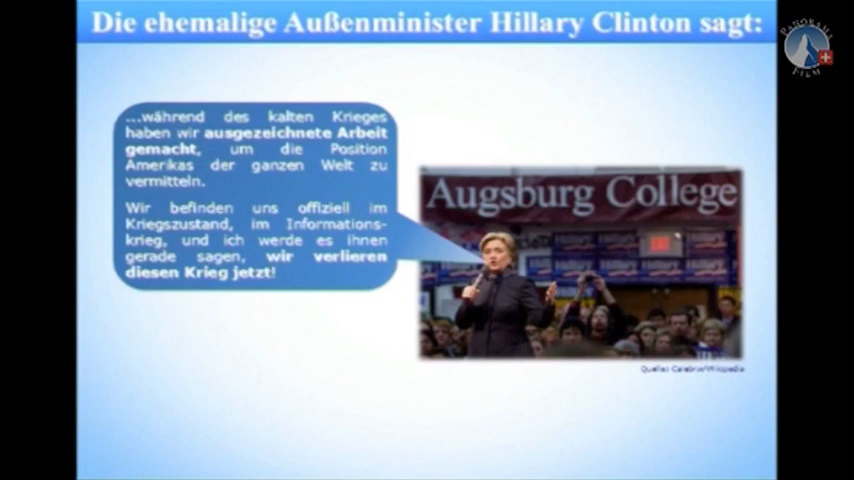 Die ehemalige Außenminister Hillary Clinton sagt:
PANORAMA
FILM
...während des kalten Krieges
haben wir ausgezeichnete Arbeit
gemacht, um die Position
Amerikas der ganzen Welt zu
vermitteln.
Wir befinden uns offiziell im
Kriegszustand, im Informations-
krieg, und ich werde es ihnen
gerade sagen, wir verlieren
diesen Krieg jetzt!
Augsburg College